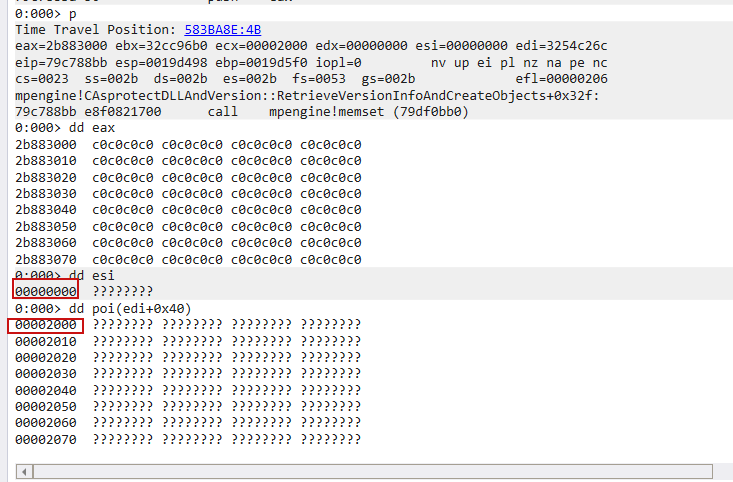 0:000> p
Time Travel Position: 583BA8E:4B
eax=2b883000 ebx=32cc96b0 ecx=00002000 edx=00000000 esi=00000000 edi=3254c26c
eip=79c788bb esp=0019d498 ebp=0019d5f0 iopl=0         nv up ei pl nz na pe nc
cs=0023  ss=002b  ds=002b  es=002b  fs=0053  gs=002b             efl=00000206
mpengine!CAsprotectDLLAndVersion::RetrieveVersionInfoAndCreateObjects+0x32f:
79c788bb e8f0821700      call    mpengine!memset (79df0bb0)
0:000> dd eax
2b883000  c0c0c0c0 c0c0c0c0 c0c0c0c0 c0c0c0c0
2b883010  c0c0c0c0 c0c0c0c0 c0c0c0c0 c0c0c0c0
2b883020  c0c0c0c0 c0c0c0c0 c0c0c0c0 c0c0c0c0
2b883030  c0c0c0c0 c0c0c0c0 c0c0c0c0 c0c0c0c0
2b883040  c0c0c0c0 c0c0c0c0 c0c0c0c0 c0c0c0c0
2b883050  c0c0c0c0 c0c0c0c0 c0c0c0c0 c0c0c0c0
2b883060  c0c0c0c0 c0c0c0c0 c0c0c0c0 c0c0c0c0
2b883070  c0c0c0c0 c0c0c0c0 c0c0c0c0 c0c0c0c0
0:000> dd esi
00000000  ????????
0:000> dd poi(edi+0x40)
00002000  ???????? ???????? ???????? ????????
00002010  ???????? ???????? ???????? ????????
00002020  ???????? ???????? ???????? ????????
00002030  ???????? ???????? ???????? ????????
00002040  ???????? ???????? ???????? ????????
00002050  ???????? ???????? ???????? ????????
00002060  ???????? ???????? ???????? ????????
00002070  ???????? ???????? ???????? ????????